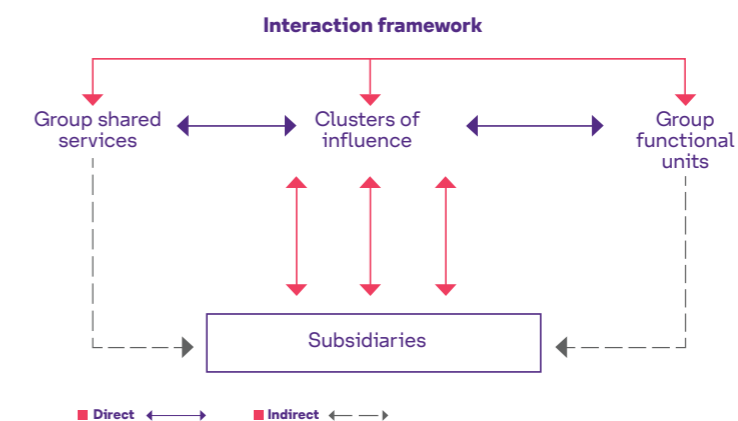 Interaction framework
Group shared
services
Clusters of
influence
Group
functional
units
Subsidiaries
Direct
Indirect